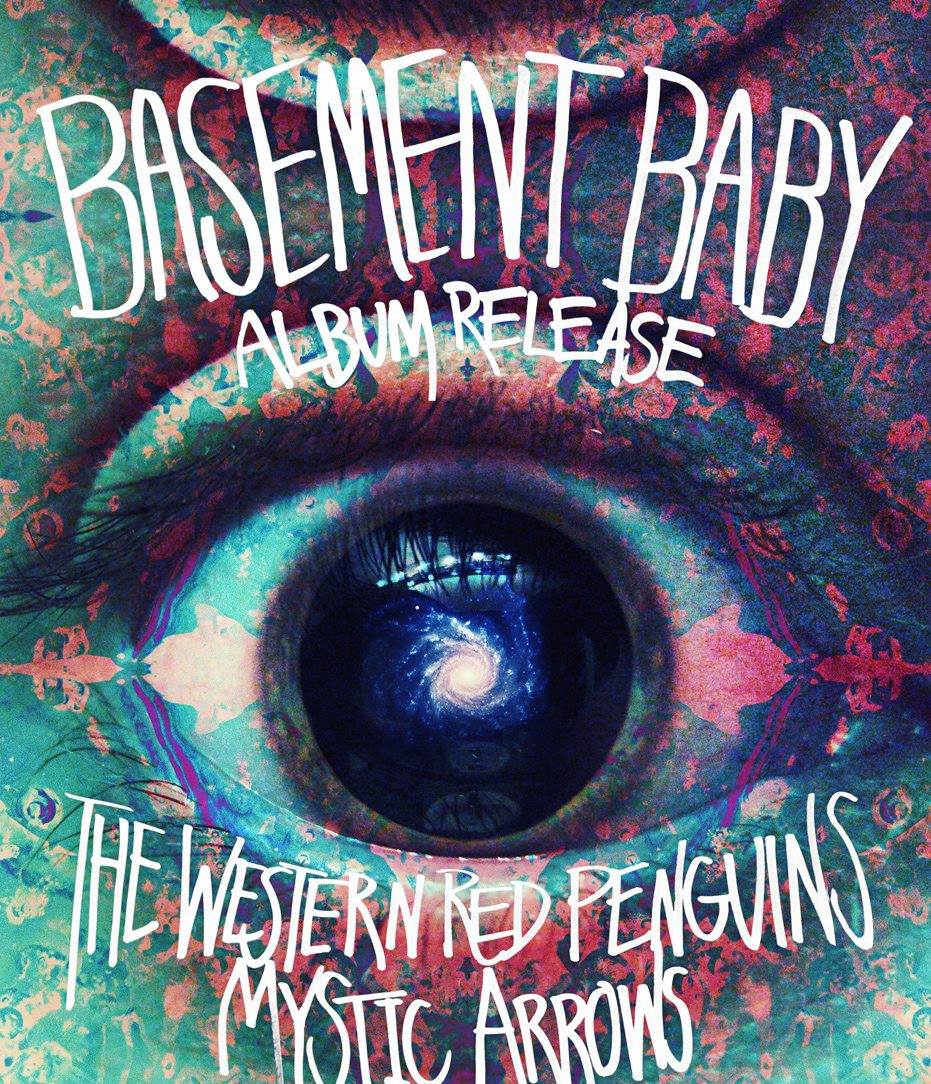 BASEMENT BABY
ALBUM RELEASE
THE WESTERN RED PENGUINS
MYSTIC ARROWS